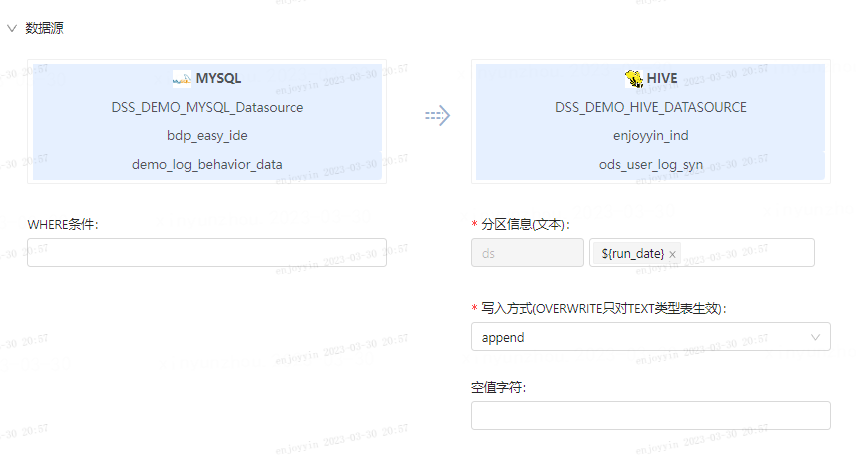 数据源
MYSQL
DSS_DEMO_MYSQL_Datasource
bdp_easy_ide
demo_log_behavior_data
HIVE
DSS_DEMO_HIVE_DATASOURCE
enjoyyin_ind
ods_user_log_syn
WHERE条件:
* 分区信息(文本):
ds
${run_date} x
* 写入方式(OVERWRITE只对TEXT类型表生效):
append
空值字符:
enjoyyin 2023-03-30 20:57